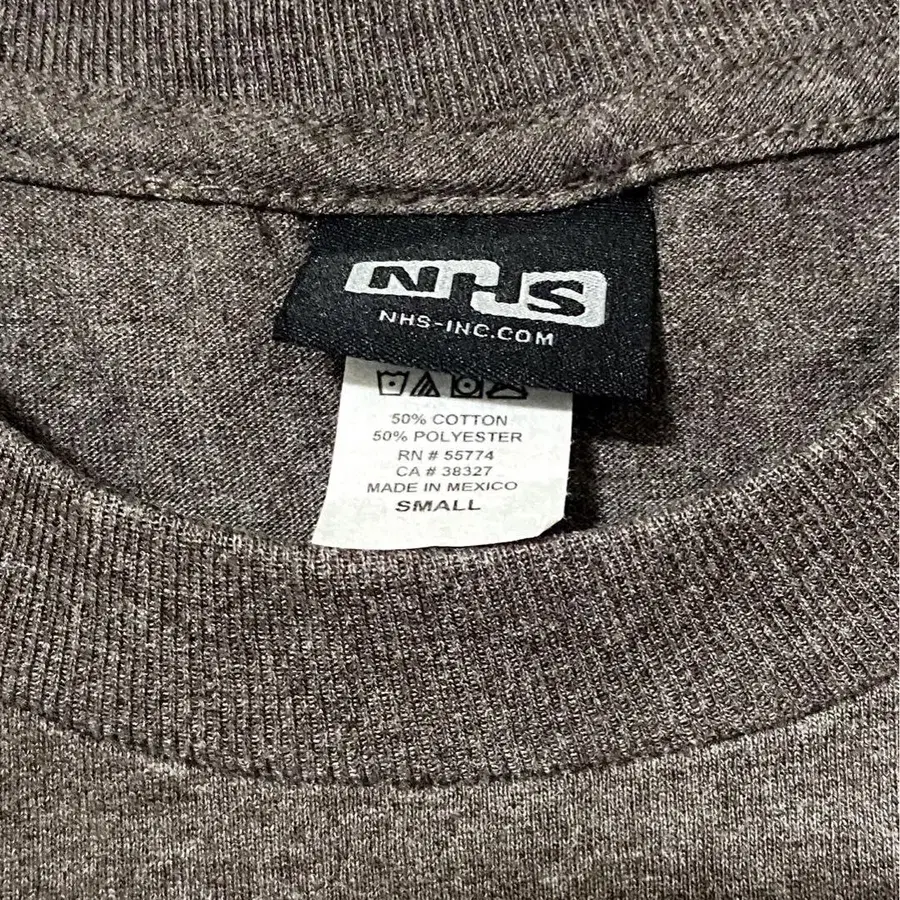 NHS
NHS-INC.COM
50% COTTON
50% POLYESTER
RN # 55774
CA # 38327
MADE IN MEXICO
SMALL